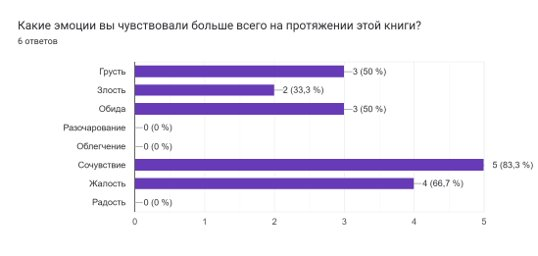 Какие эмоции вы чувствовали больше всего на протяжении этой книги?
6 ответов
Грусть 3 (50 %)
Злость 2 (33,3 %)
Обида 3 (50 %)
Разочарование 0 (0 %)
Облегчение 0 (0 %)
Сочувствие 5 (83,3 %)
Жалость 4 (66,7 %)
Радость 0 (0 %)
0 1 2 3 4 5